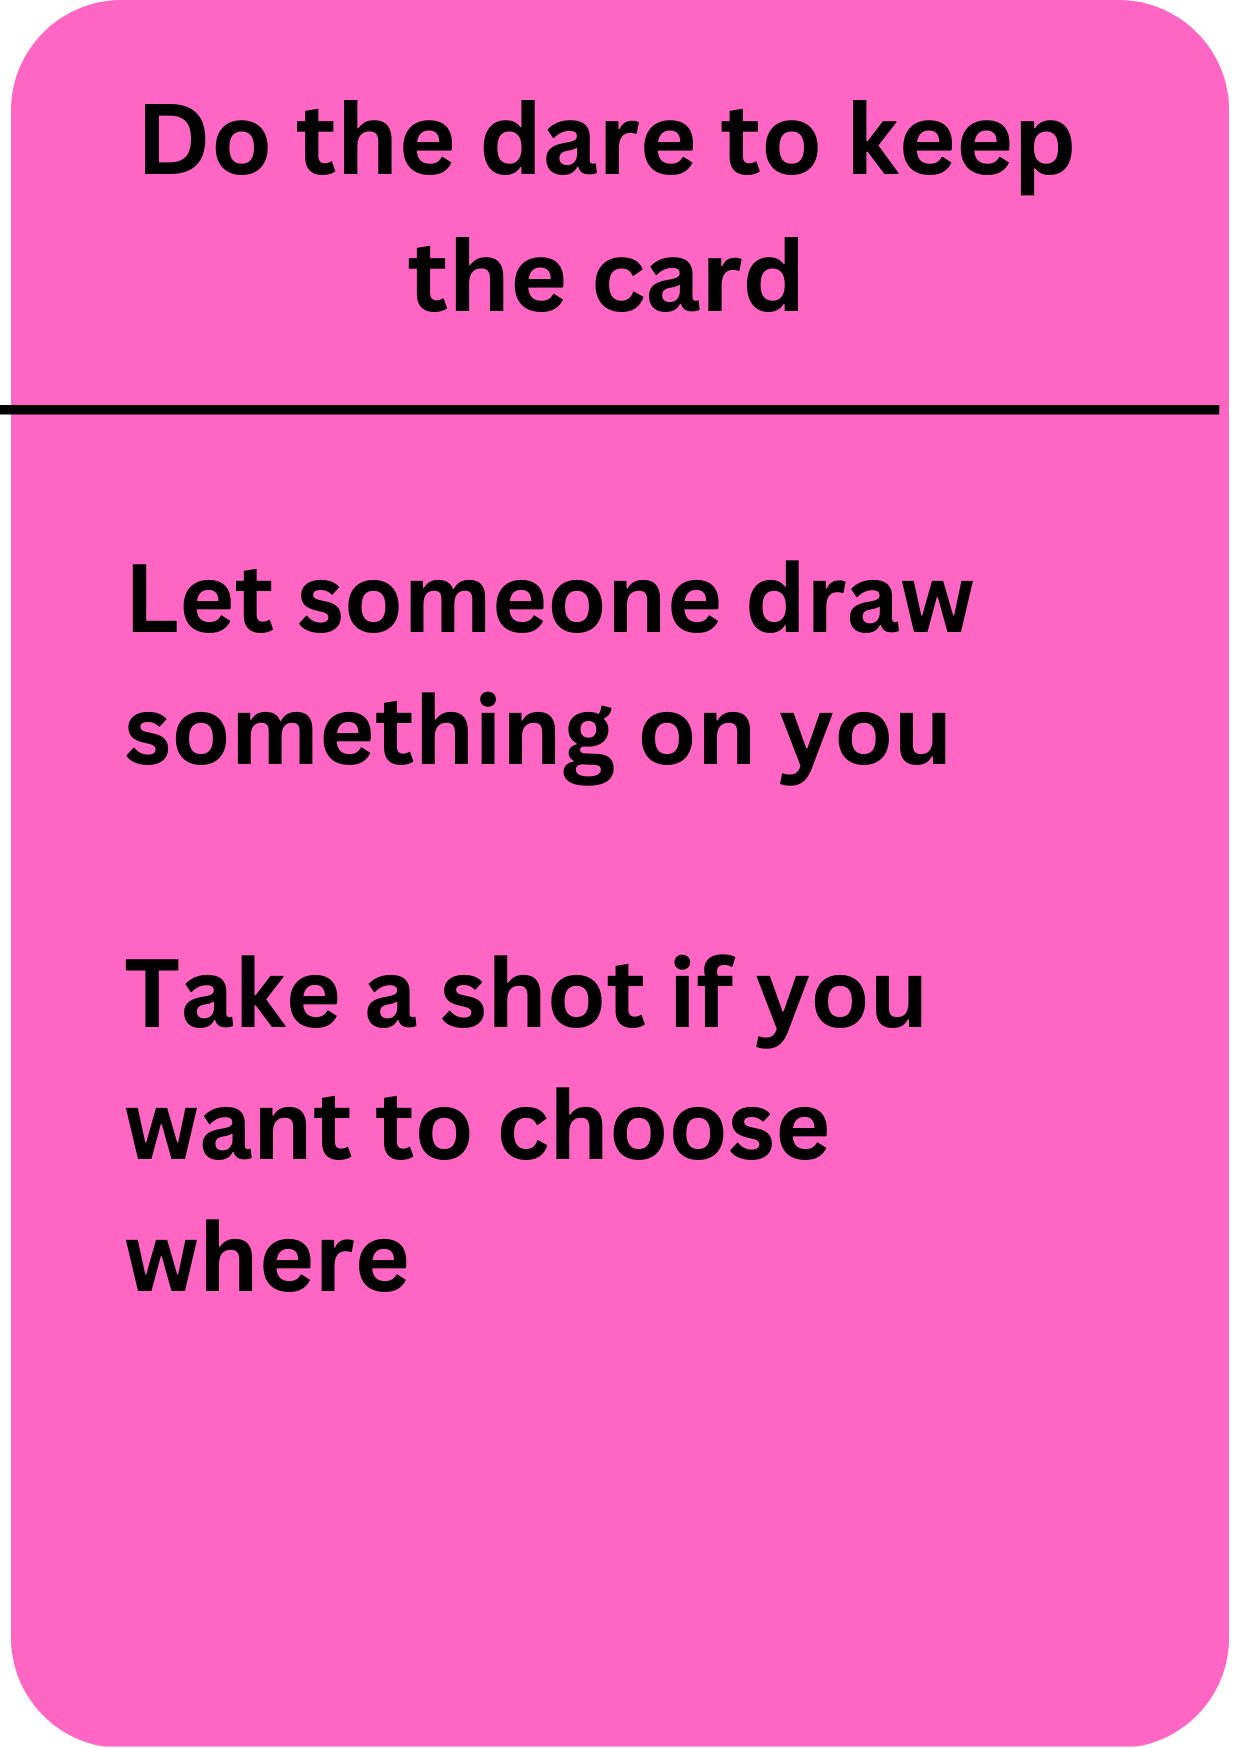 Do the dare to keep
the card
Let someone draw
something on you
Take a shot if you
want to choose
where